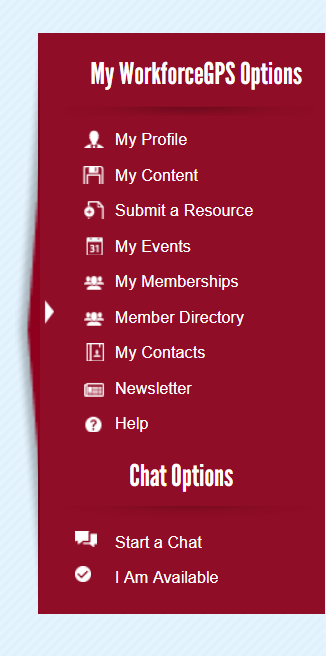 My WorkforceGPS Options
My Profile
My Content
Submit a Resource
31
My Events
My Memberships
Member Directory
My Contacts
Newsletter
?
Help
Chat Options
Start a Chat
I Am Available